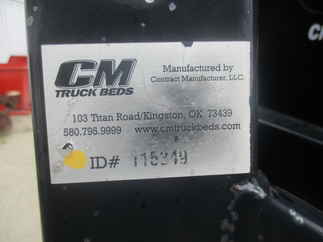 CM
TRUCK BEDS
Manufactured by
Contract Manufacturer, LLC.
103 Titan Road/Kingston, OK 73439
580.795.9999 www.cmtruckbeds.com
ID# 115349